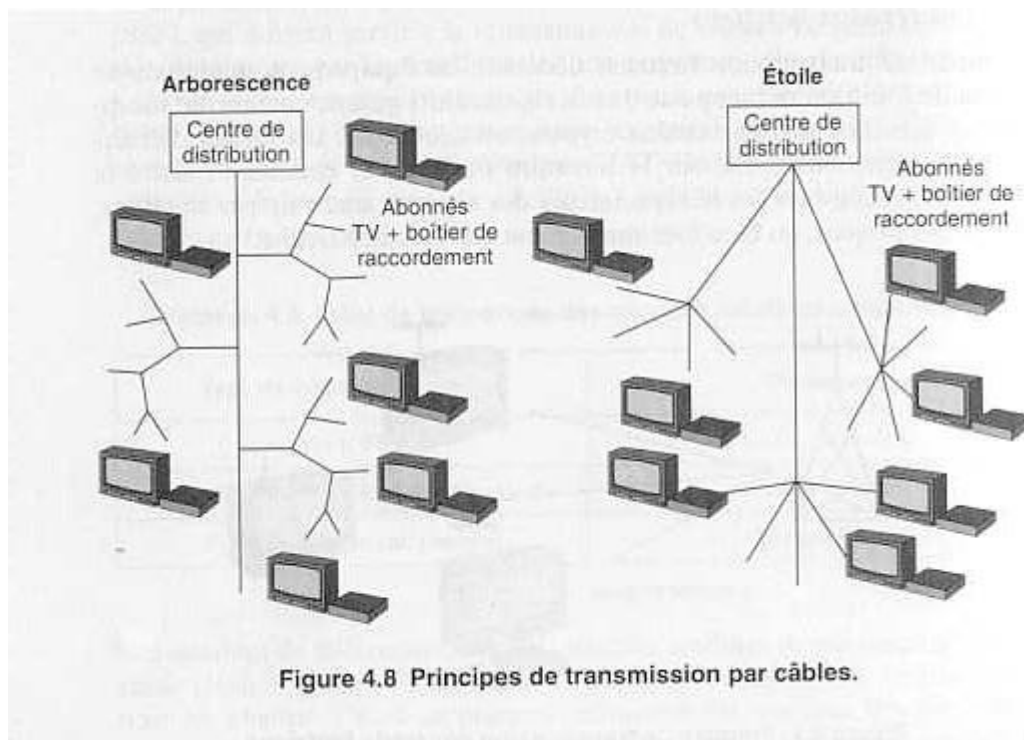 Arborescence
Centre de
distribution
Abonnés
TV + boîtier de
raccordement
Étoile
Centre de
distribution
Abonnés
TV + boîtier de
raccordement
Figure 4.8 Principes de transmission par câbles.